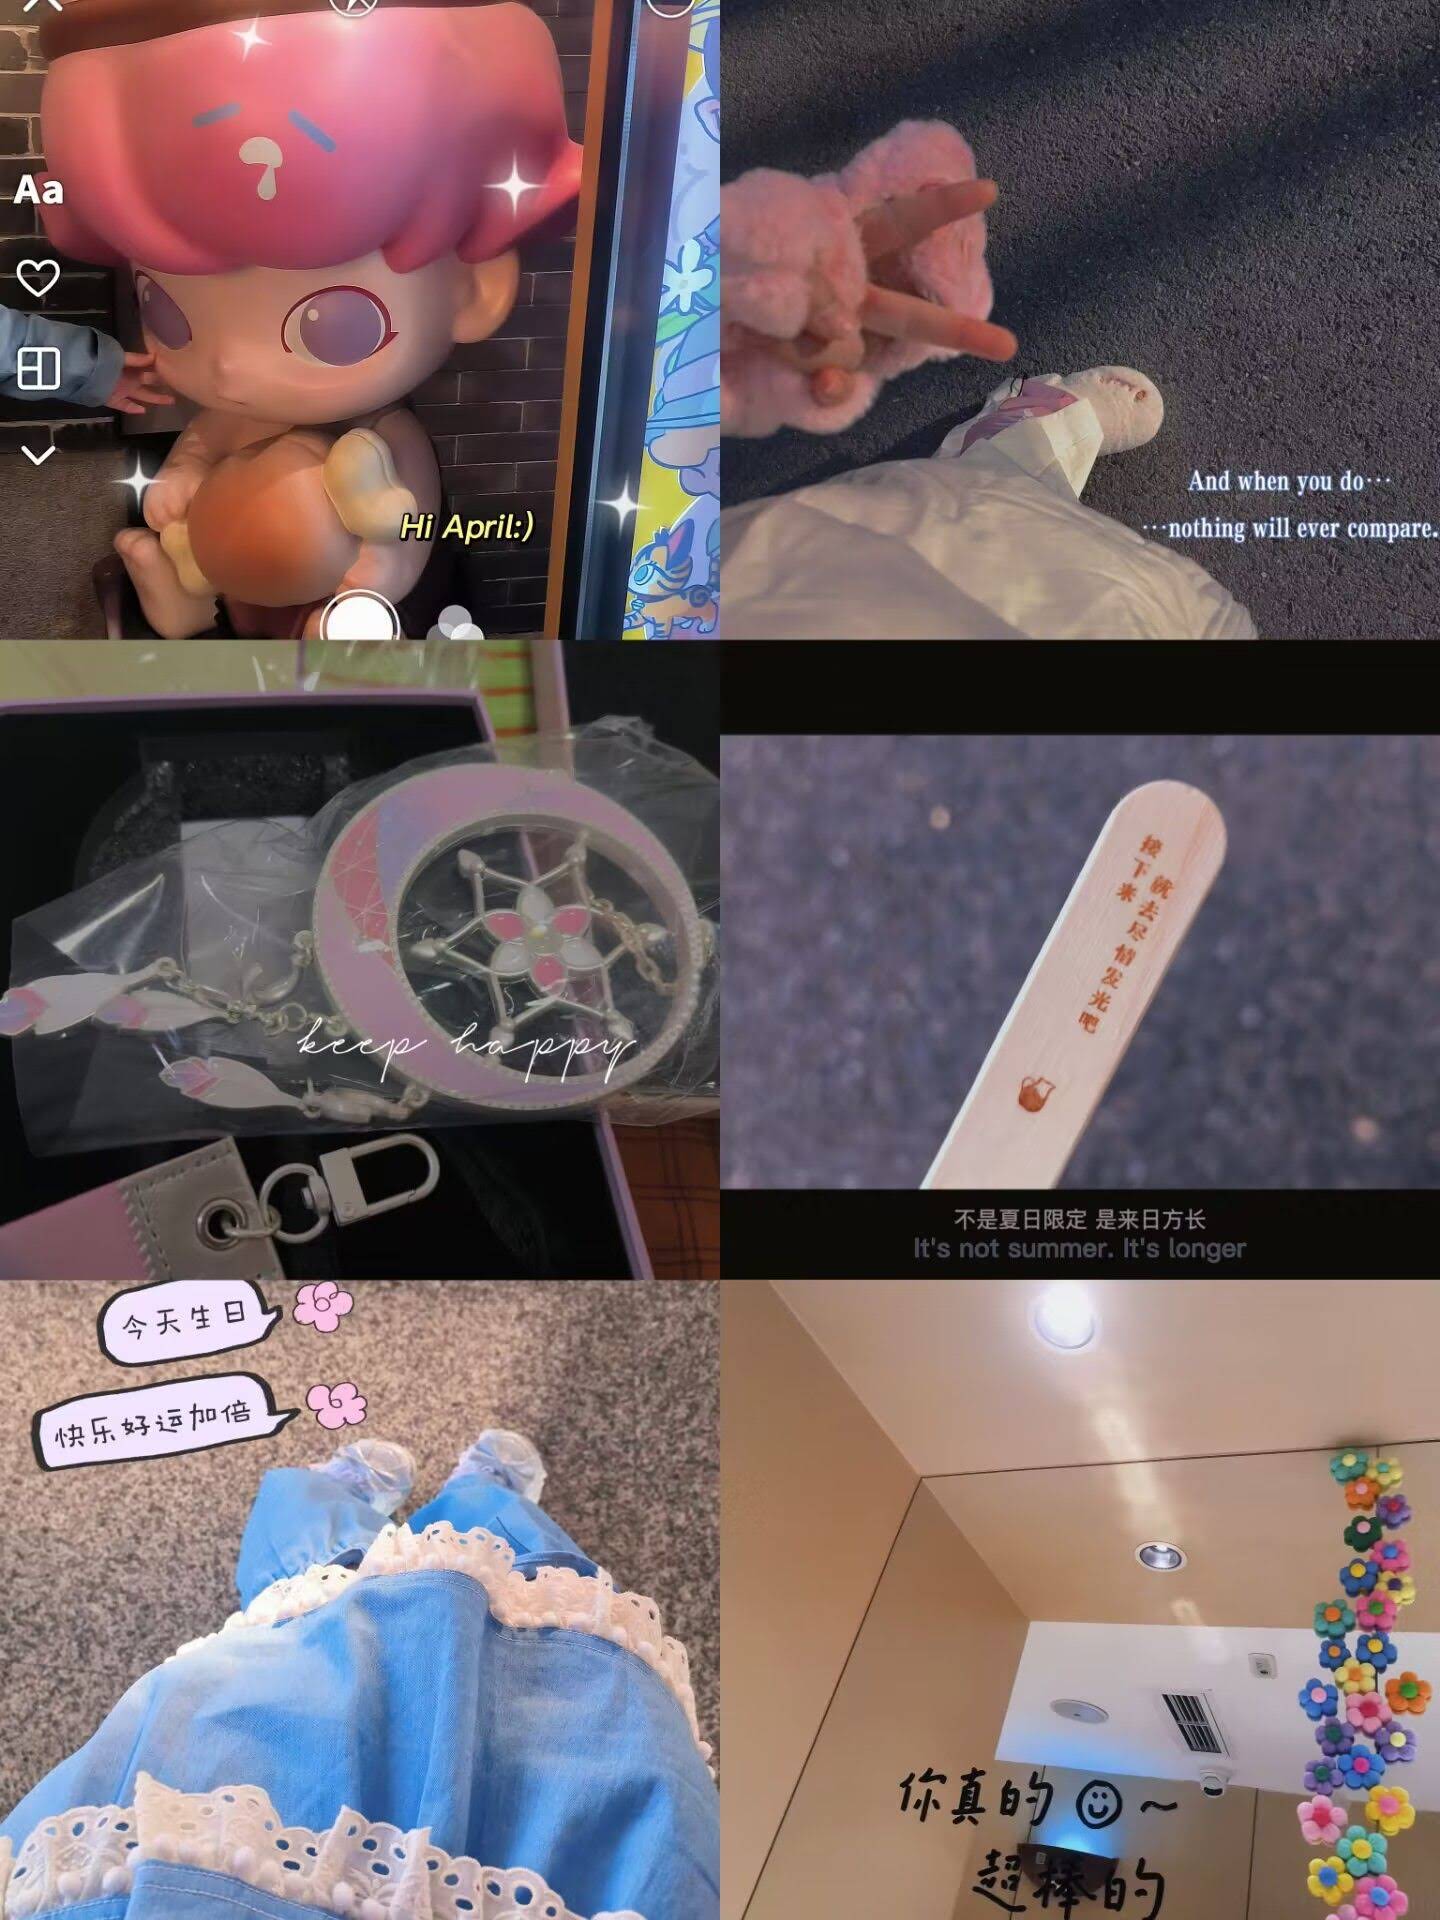 Aa
Hi April:)
And when you do…
…nothing will ever compare.
keep happy
接下来
就去尽情发光吧
不是夏日限定 是来日方长
It's not summer. It's longer
今天生日
快乐好运加倍
你真的☺~
超棒的